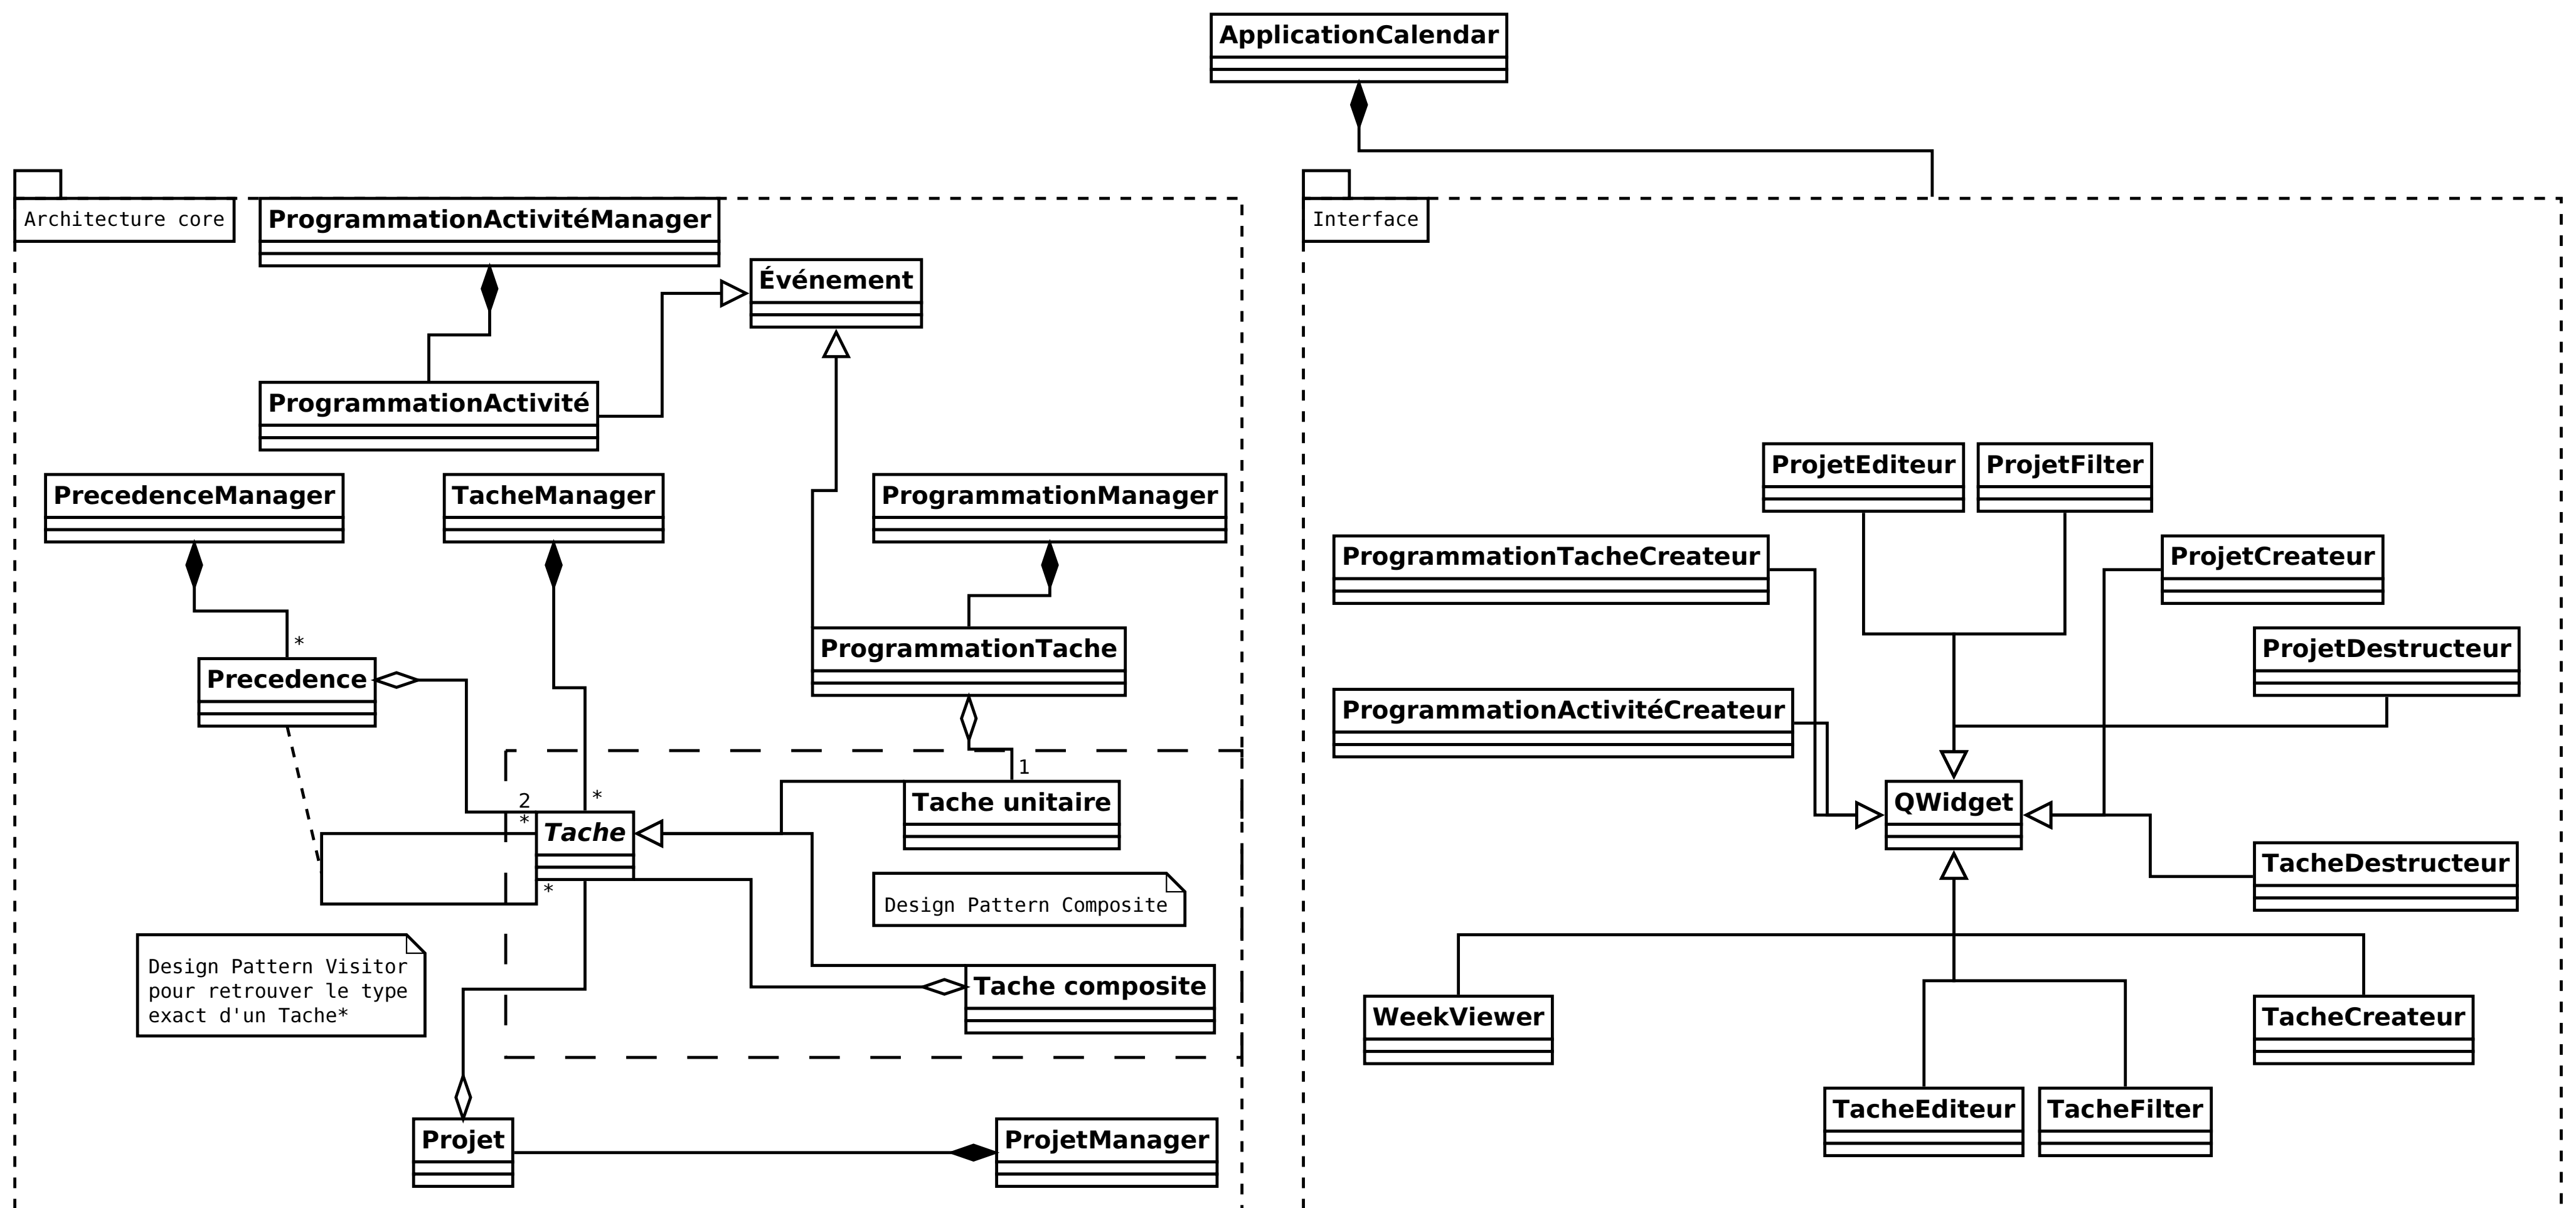 ApplicationCalendar
Architecture core
ProgrammationActivitéManager
Interface
Événement
ProgrammationActivité
ProjetEditeur
ProjetFilter
PrecedenceManager
TacheManager
ProgrammationManager
ProgrammationTacheCreateur
ProjetCreateur
*
ProgrammationTache
ProjetDestructeur
Precedence
ProgrammationActivitéCreateur
1
2
*
*
Tache unitaire
QWidget
Tache
TacheDestructeur
*
Design Pattern Composite
Design Pattern Visitor
pour retrouver le type
exact d'un Tache*
Tache composite
WeekViewer
TacheCreateur
TacheEditeur
TacheFilter
Projet
ProjetManager